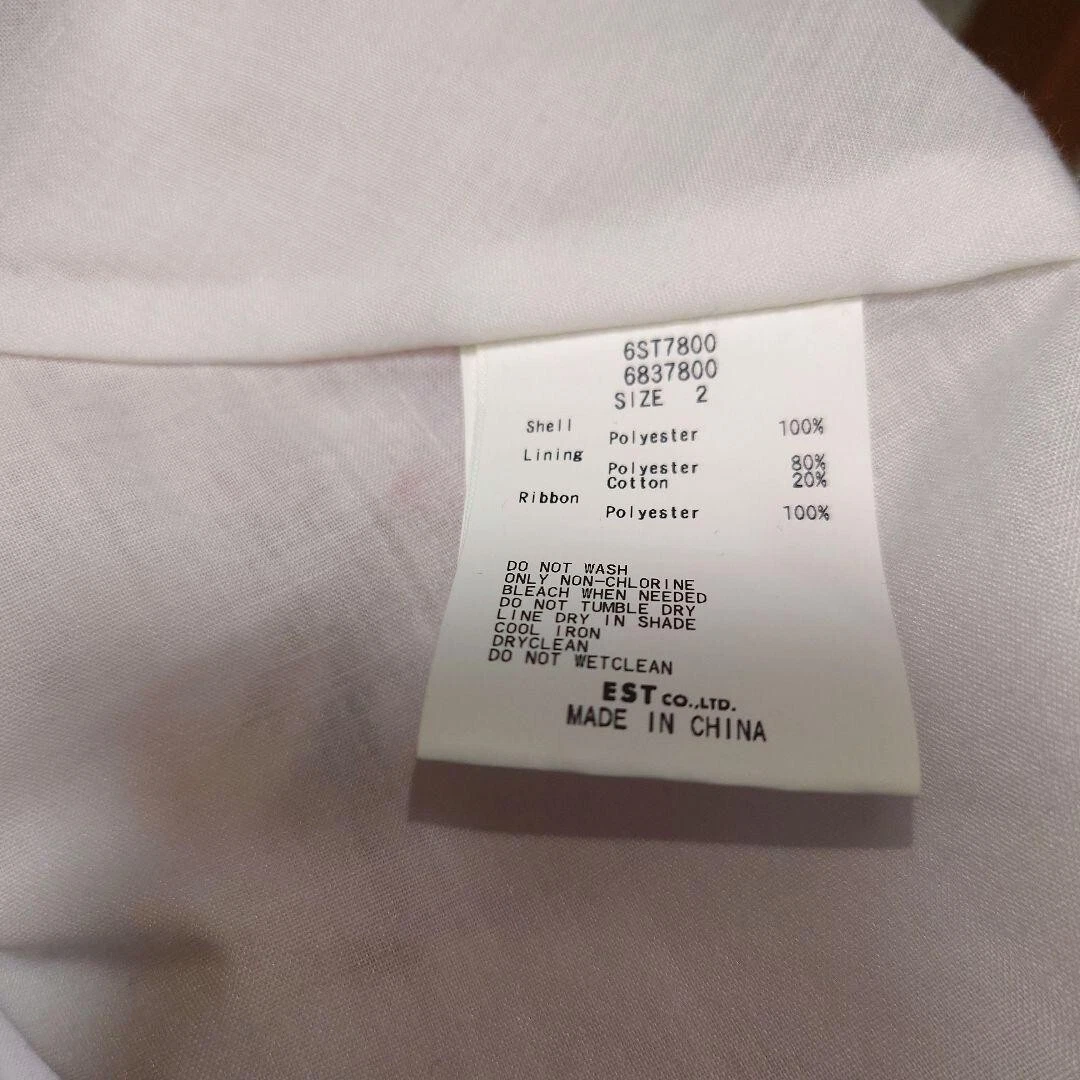 6ST7800
6837800
SIZE 2
Shell Polyester 100%
Lining Polyester 80%
Cotton 20%
Ribbon Polyester 100%
DO NOT WASH
ONLY NON-CHLORINE
BLEACH WHEN NEEDED
DO NOT TUMBLE DRY
LINE DRY IN SHADE
COOL IRON
DRYCLEAN
DO NOT WETCLEAN
EST CO.,LTD.
MADE IN CHINA